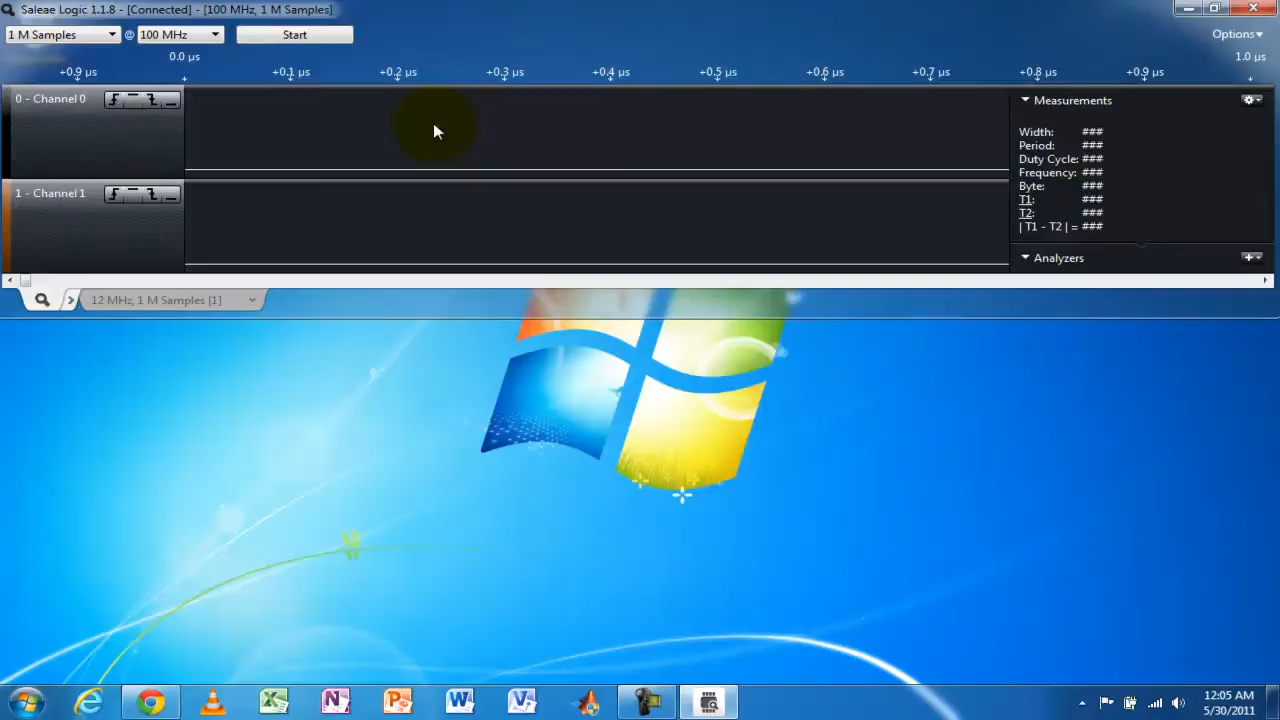 Saleae Logic 1.1.8 - [Connected] - [100 MHz, 1 M Samples]
1 M Samples @ 100 MHz Start Options
0.0 µs 1.0 µs
+0.9 µs +0.1 µs +0.2 µs +0.3 µs +0.4 µs +0.5 µs +0.6 µs +0.7 µs +0.8 µs +0.9 µs
0 - Channel 0
1 - Channel 1
Measurements
Width: ###
Period: ###
Duty Cycle: ###
Frequency: ###
Byte: ###
T1: ###
T2: ###
| T1 - T2 | = ###
Analyzers
12 MHz, 1 M Samples [1]
12:05 AM
5/30/2011